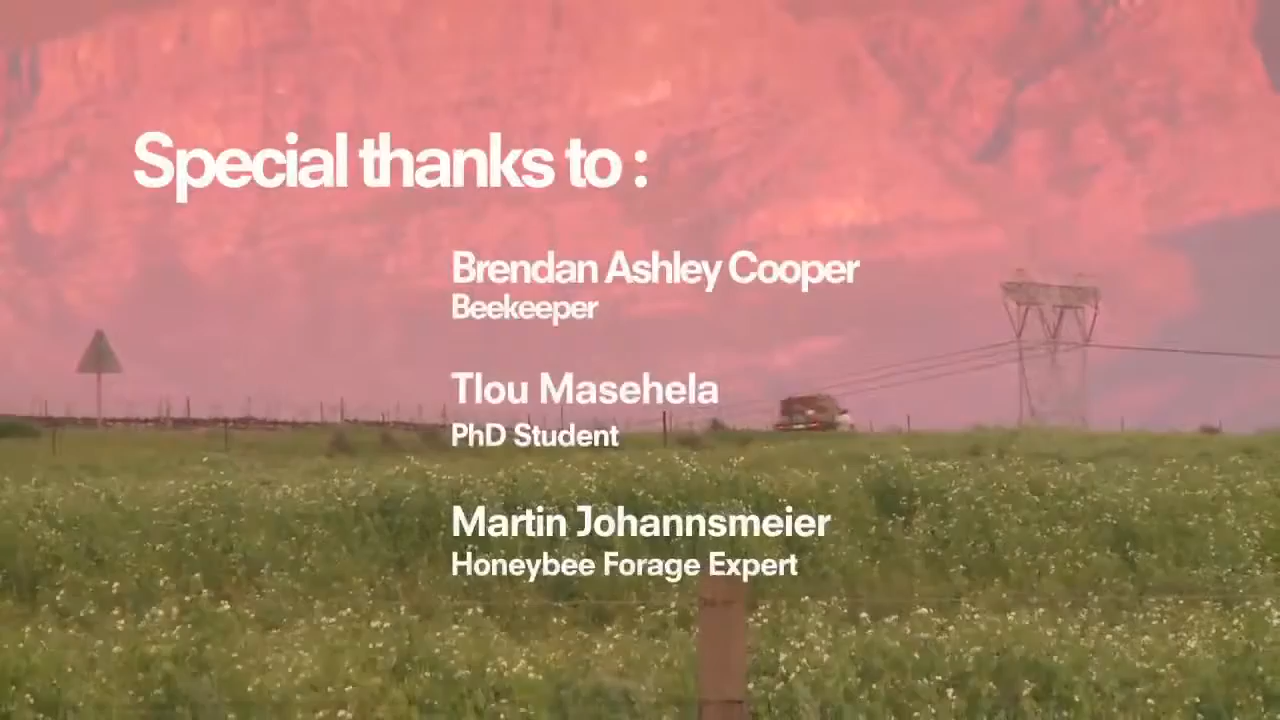 Special thanks to :
Brendan Ashley Cooper
Beekeeper
Tlou Masehela
PhD Student
Martin Johannsmeier
Honeybee Forage Expert